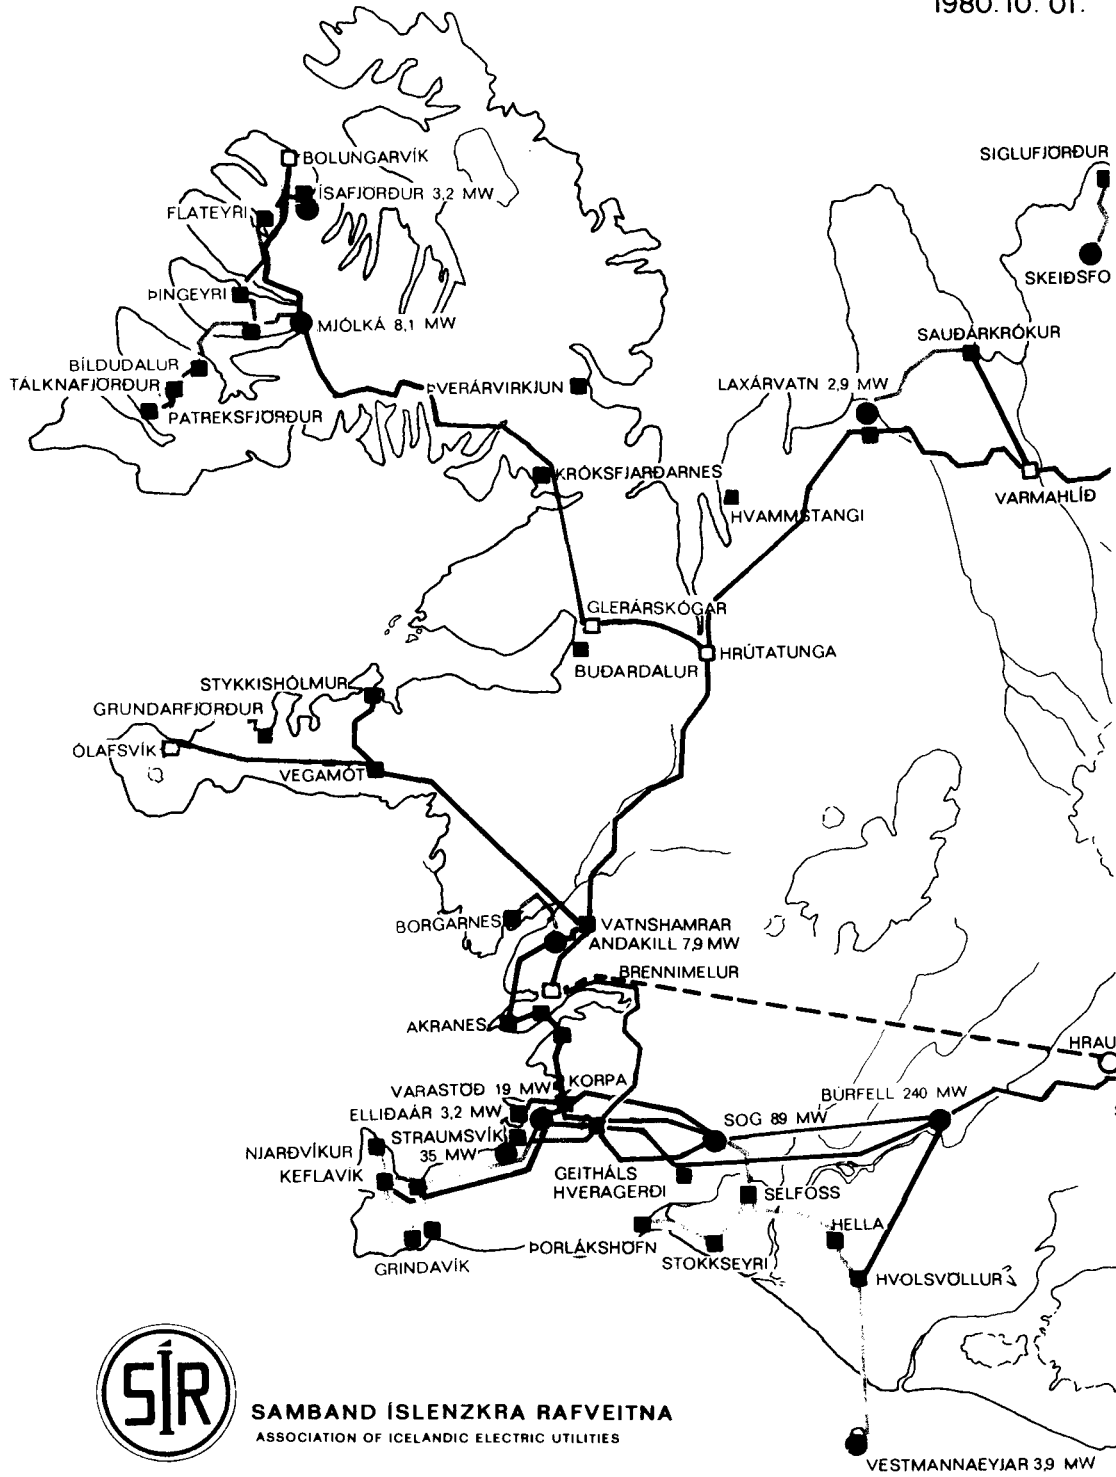 1980.10.01.
BOLUNGARVÍK
SIGLUFJÖRÐUR
ÍSAFJÖRÐUR 3,2 MW
FLATEYRI
SKEIÐSFO
ÞINGEYRI
MJÓLKÁ 8,1 MW
SAUÐÁRKRÓKUR
BÍLDUDALUR
TÁLKNAFJÖRÐUR
ÞVERÁRVIRKJUN
LAXÁRVATN 2,9 MW
PATREKSFJÖRÐUR
KRÓKSFJARÐARNES
VARMAHLÍÐ
HVAMMSTANGI
GLERÁRSKÓGAR
HRÚTATUNGA
BUÐARDALUR
STYKKISHÓLMUR
GRUNDARFJÖRÐUR
ÓLAFSVÍK
VEGAMÓT
BORGARNES
VATNSHAMRAR
ANDAKILL 7,9 MW
BRENNIMELUR
AKRANES
HRAU
KORPA
VARASTÖÐ 19 MW
BÚRFELL 240 MW
ELLIÐAÁR 3,2 MW
SOG 89 MW
STRAUMSVÍK
35 MW
NJARÐVÍKUR
KEFLAVÍK
GEITHÁLS
HVERAGERÐI
SELFOSS
HELLA
ÞORLÁKSHÖFN
STOKKSEYRI
GRINDAVÍK
HVOLSVÖLLUR
SÍR
SAMBAND ÍSLENZKRA RAFVEITNA
ASSOCIATION OF ICELANDIC ELECTRIC UTILITIES
VESTMANNAEYJAR 3,9 MW